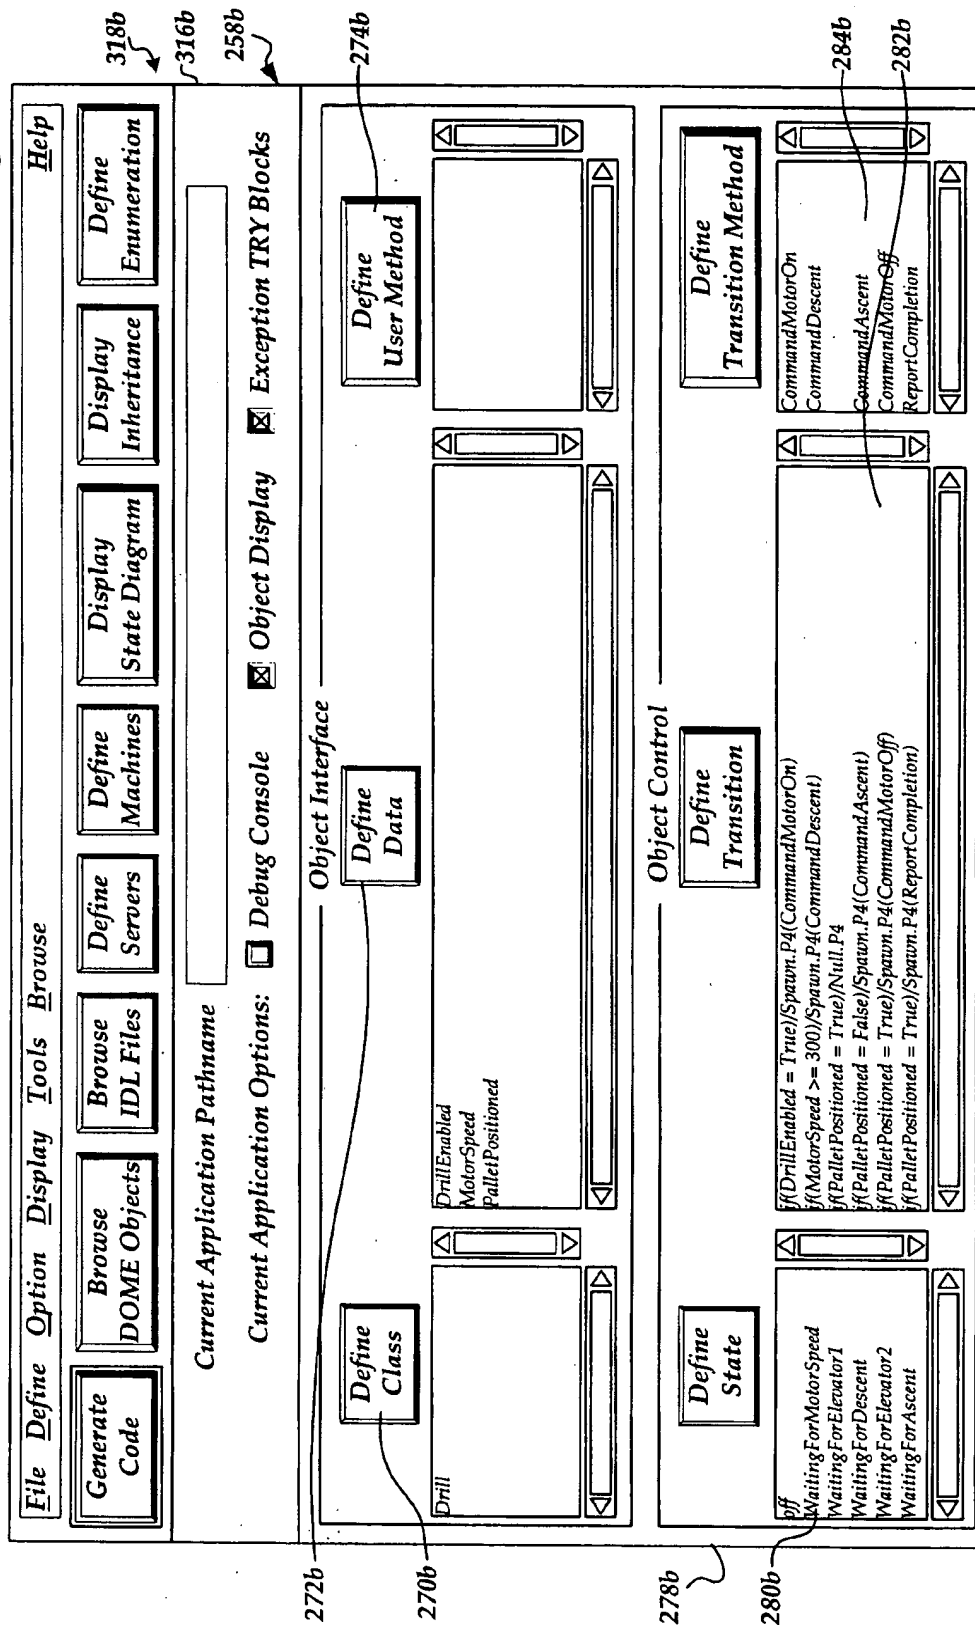 318b
316b
258b
File Define Option Display Tools Browse Help
Generate
Code
Browse
DOME Objects
Browse
IDL Files
Define
Servers
Define
Machines
Display
State Diagram
Display
Inheritance
Define
Enumeration
Current Application Pathname
Current Application Options: Debug Console Object Display Exception TRY Blocks
272b
Object Interface
Define
Class
Define
Data
Define
User Method
274b
270b
Drill
DrillEnabled
MotorSpeed
PalletPositioned
278b
Object Control
Define
State
Define
Transition
Define
Transition Method
280b
off
WaitingForMotorSpeed
WaitingForElevator1
WaitingForDescent
WaitingForElevator2
WaitingForAscent
if(DrillEnabled = True)/Spawn.P4(CommandMotorOn)
if(MotorSpeed >= 300)/Spawn.P4(CommandDescent)
if(PalletPositioned = True)/Null.P4
if(PalletPositioned = False)/Spawn.P4(CommandAscent)
if(PalletPositioned = True)/Spawn.P4(CommandMotorOff)
if(PalletPositioned = True)/Spawn.P4(ReportCompletion)
CommandMotorOn
CommandDescent
CommandAscent
CommandMotorOff
ReportCompletion
284b
282b